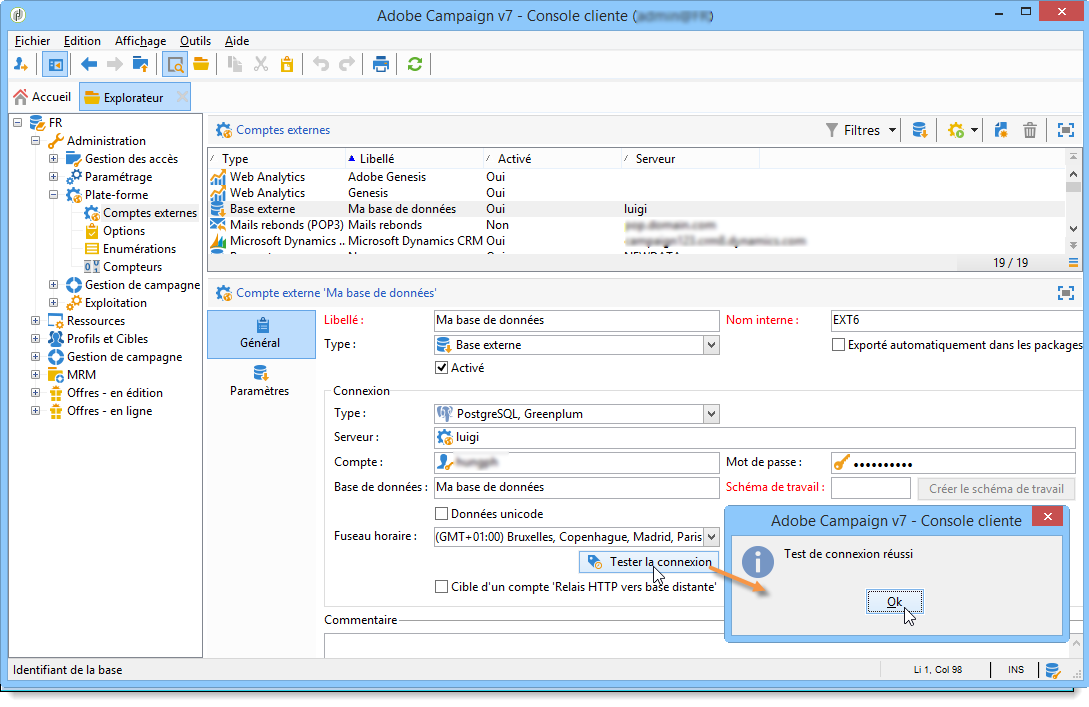 Adobe Campaign v7 - Console cliente (
Fichier Edition Affichage Outils Aide
Accueil Explorateur
FR
Administration
Gestion des accès
Paramétrage
Plate-forme
Comptes externes
Options
Enumérations
Compteurs
Gestion de campagne
Exploitation
Ressources
Profils et Cibles
Gestion de campagne
MRM
Offres - en édition
Offres - en ligne
Comptes externes Filtres
Type Libellé Activé Serveur
Web Analytics Adobe Genesis Oui
Web Analytics Genesis Oui
Base externe Ma base de données Oui luigi
Mails rebonds (POP3) Mails rebonds Non
Microsoft Dynamics .. Microsoft Dynamics CRM Oui
19 / 19
Compte externe 'Ma base de données'
Général
Paramètres
Libellé : Ma base de données Nom interne : EXT6
Type : Base externe Exporté automatiquement dans les packages
Activé
Connexion
Type : PostgreSQL, Greenplum
Serveur : luigi
Compte : Mot de passe : ••••••••••
Base de données : Ma base de données Schéma de travail : Créer le schéma de travail
Données unicode
Fuseau horaire : (GMT+01:00) Bruxelles, Copenhague, Madrid, Paris
Tester la connexion
Cible d'un compte 'Relais HTTP vers base distante'
Commentaire
Adobe Campaign v7 - Console cliente
Test de connexion réussi
Ok
Identifiant de la base Li 1, Col 98 INS